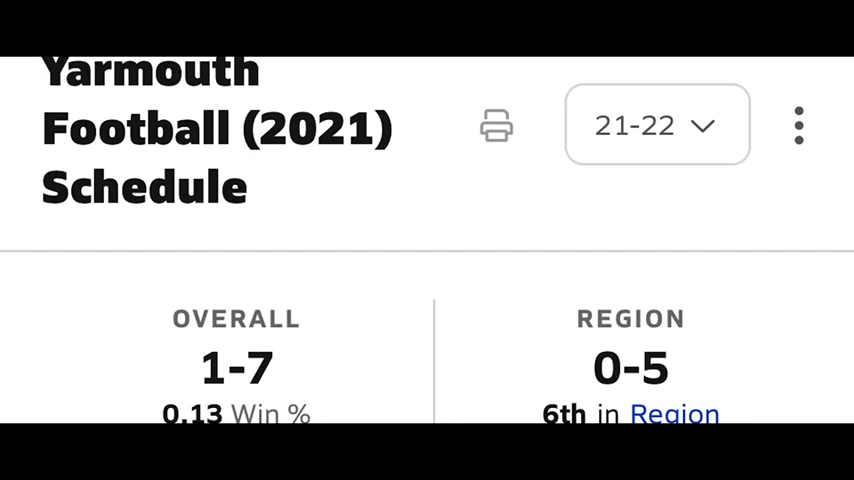 Yarmouth
Football (2021)
Schedule
21-22
OVERALL
REGION
1-7
0-5
0.13 Win %
6th in Region